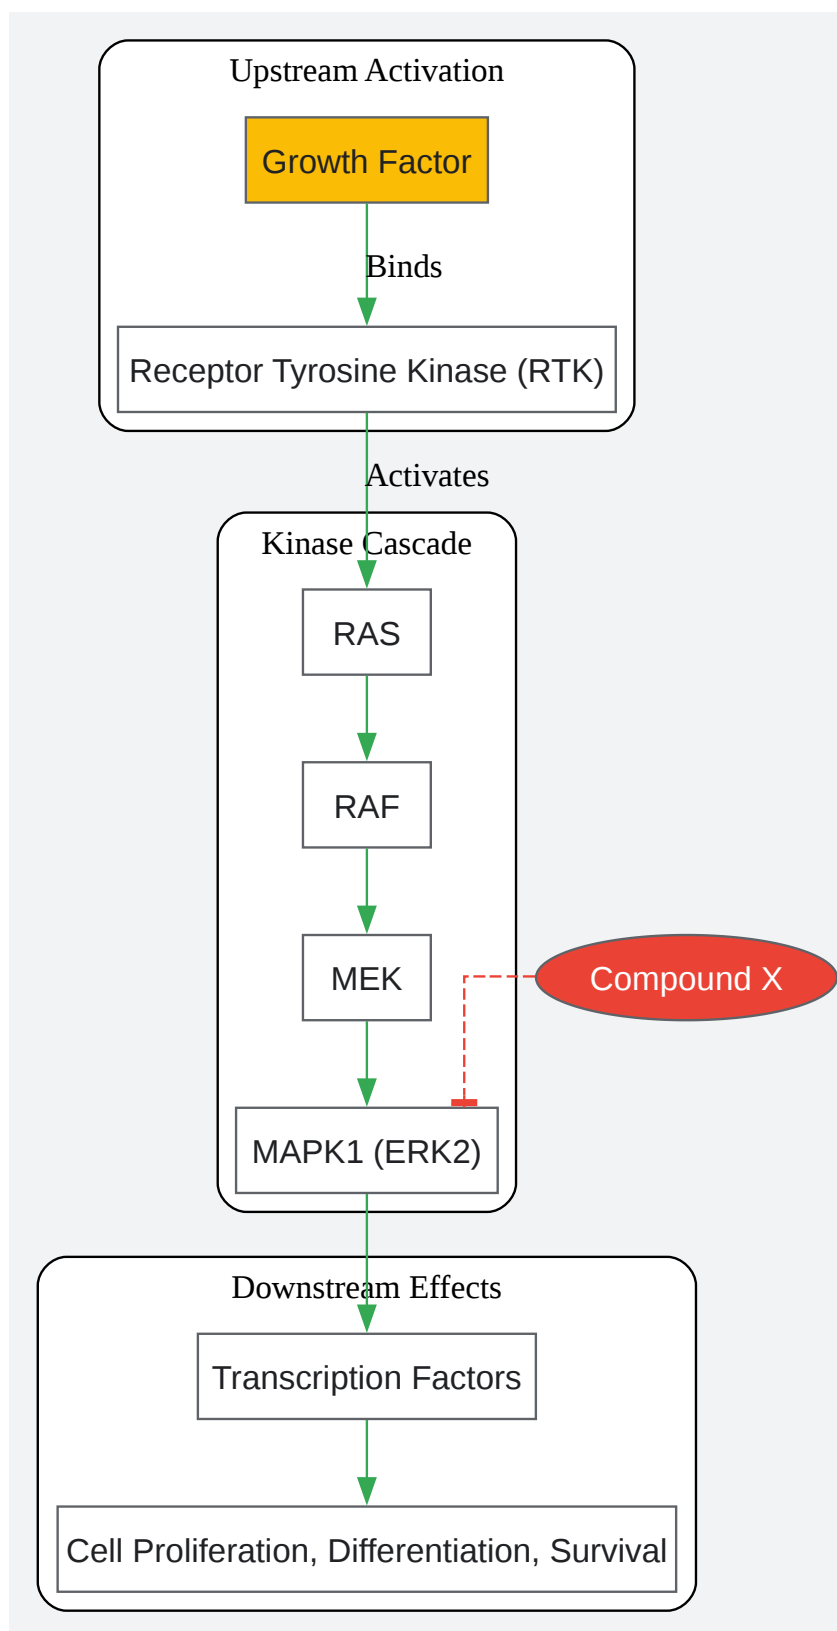 Upstream Activation
Growth Factor
Binds
Receptor Tyrosine Kinase (RTK)
Activates
Kinase Cascade
RAS
RAF
MEK
Compound X
MAPK1 (ERK2)
Downstream Effects
Transcription Factors
Cell Proliferation, Differentiation, Survival